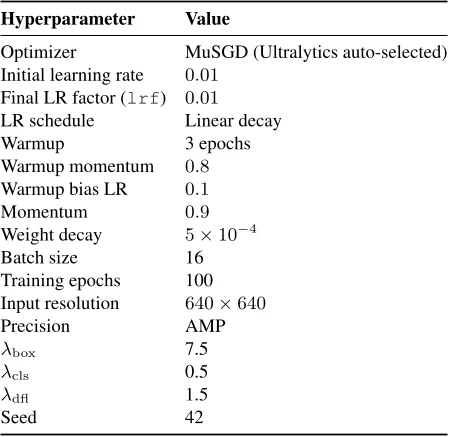 Hyperparameter Value
Optimizer MuSGD (Ultralytics auto-selected)
Initial learning rate 0.01
Final LR factor (lrf) 0.01
LR schedule Linear decay
Warmup 3 epochs
Warmup momentum 0.8
Warmup bias LR 0.1
Momentum 0.9
Weight decay 5 × 10⁻⁴
Batch size 16
Training epochs 100
Input resolution 640 × 640
Precision AMP
λbox 7.5
λcls 0.5
λdfl 1.5
Seed 42